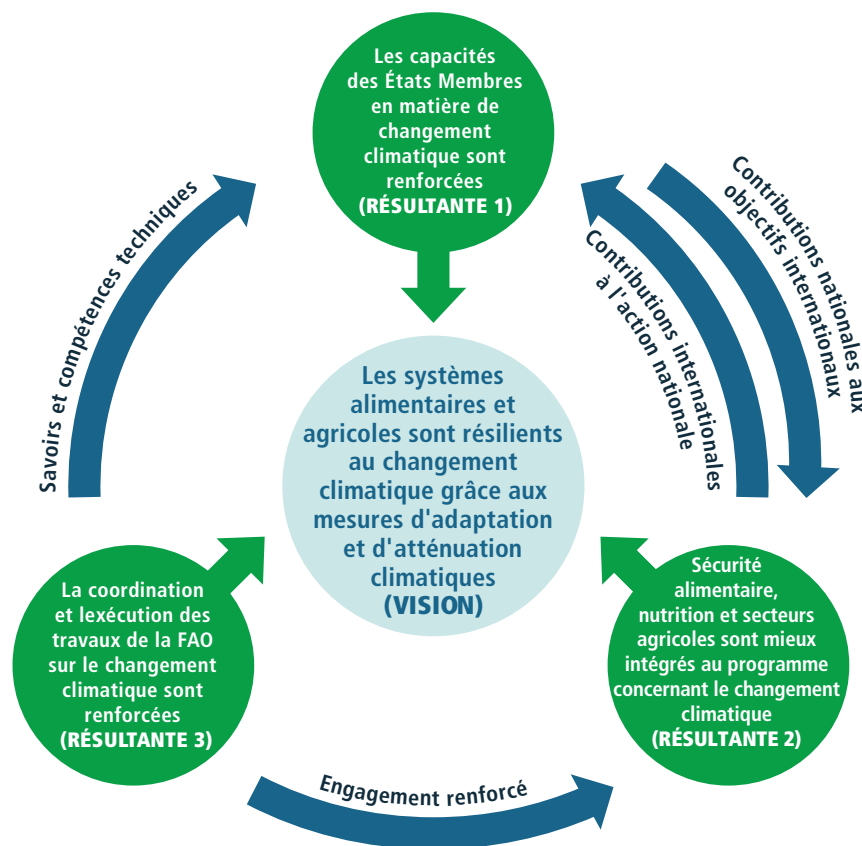 Les capacités
des États Membres
en matière de
changement
climatique sont
renforcées
(RÉSULTANTE 1)
Savoirs et compétences techniques
Contributions nationales aux
objectifs internationaux
Contributions internationales
à l'action nationale
Les systèmes
alimentaires et
agricoles sont résilients
au changement
climatique grâce aux
mesures d'adaptation
et d'atténuation
climatiques
(VISION)
La coordination
et lexécution des
travaux de la FAO
sur le changement
climatique sont
renforcées
(RÉSULTANTE 3)
Sécurité
alimentaire,
nutrition et secteurs
agricoles sont mieux
intégrés au programme
concernant le changement
climatique
(RÉSULTANTE 2)
Engagement renforcé